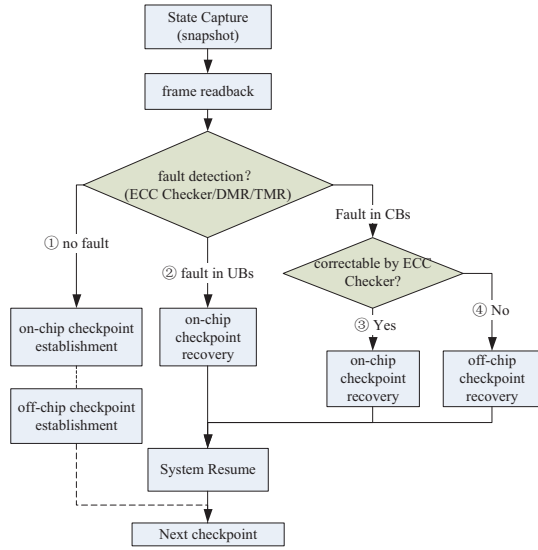 State Capture
(snapshot)
frame readback
fault detection?
(ECC Checker/DMR/TMR)
① no fault
② fault in UBs
Fault in CBs
correctable by ECC
Checker?
③ Yes
④ No
on-chip checkpoint
establishment
on-chip
checkpoint
recovery
on-chip
checkpoint
recovery
off-chip
checkpoint
recovery
off-chip checkpoint
establishment
System Resume
Next checkpoint